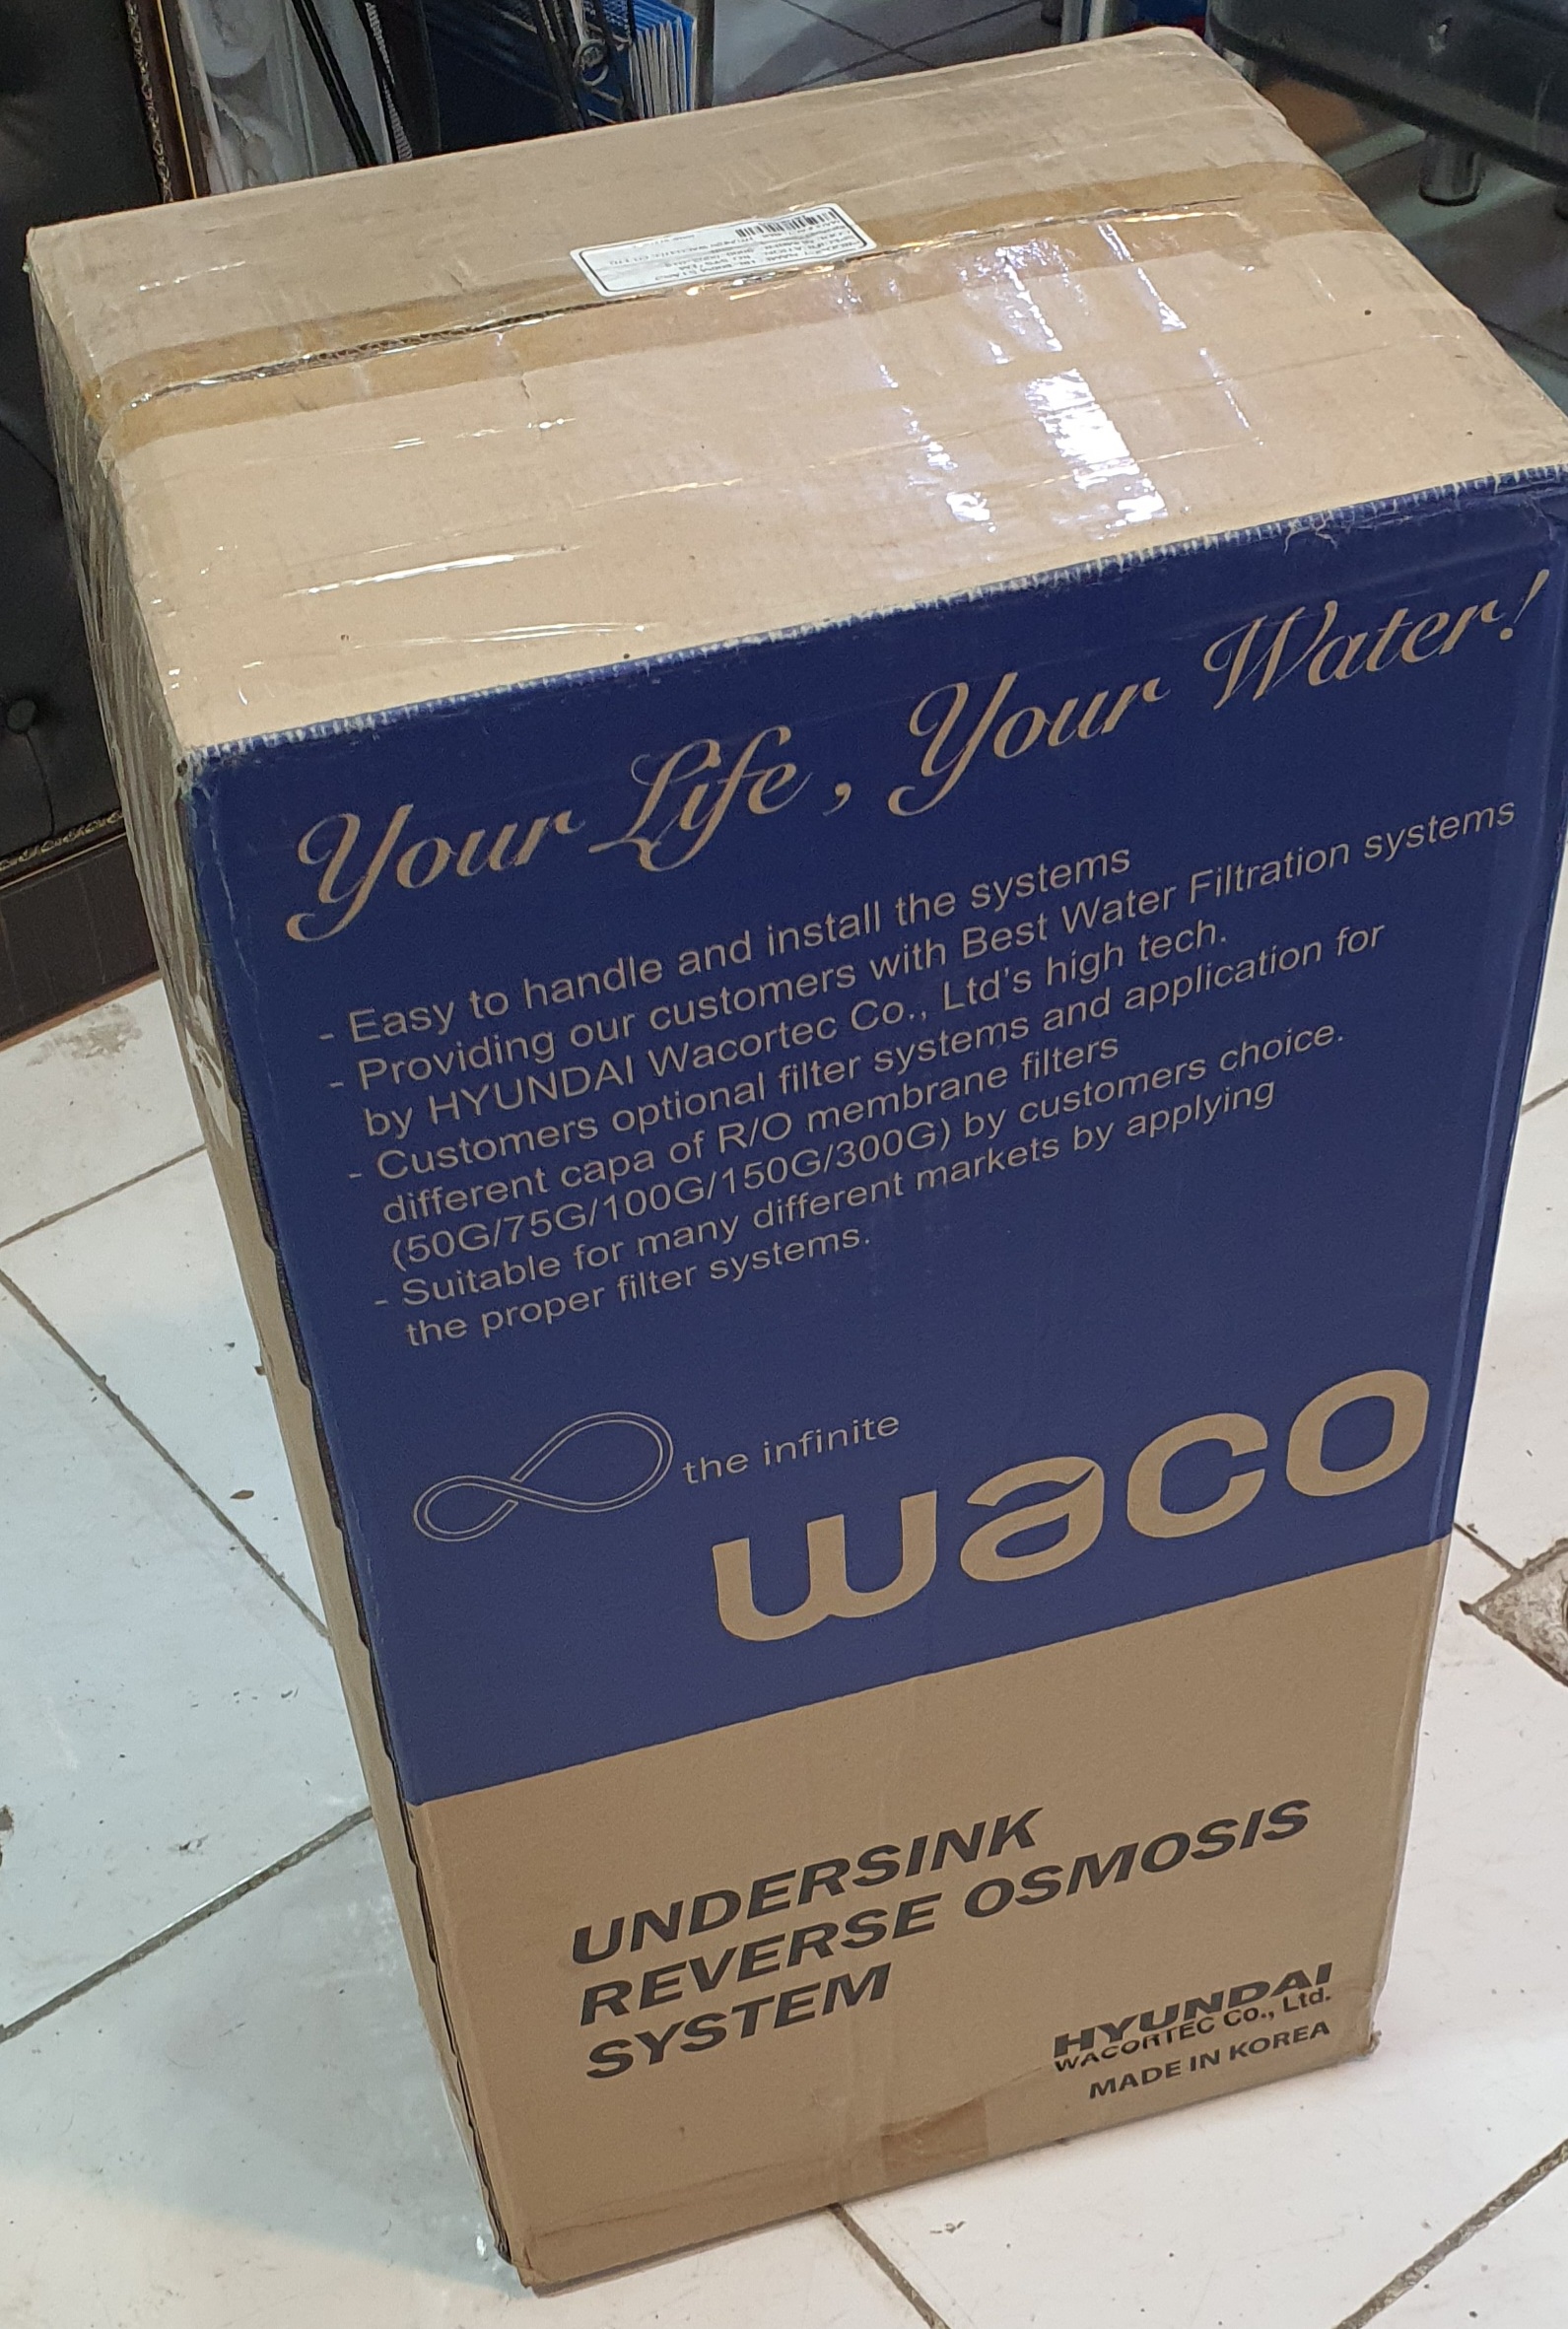 Your Life, Your Water!
- Easy to handle and install the systems
- Providing our customers with Best Water Filtration systems
by HYUNDAI Wacortec Co., Ltd's high tech.
- Customers optional filter systems and application for
different capa of R/O membrane filters
(50G/75G/100G/150G/300G) by customers choice.
- Suitable for many different markets by applying
the proper filter systems.
the infinite
waco
UNDERSINK
REVERSE OSMOSIS
SYSTEM
HYUNDAI
WACORTEC Co., Ltd.
MADE IN KOREA